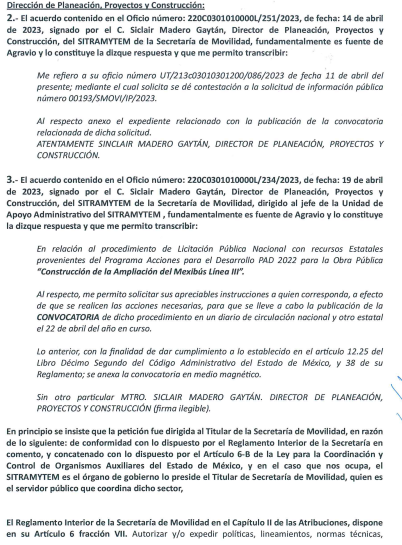 Dirección de Planeación, Proyectos y Construcción:
2.- El acuerdo contenido en el Oficio número: 220C0301010000L/251/2023, de fecha: 14 de abril
de 2023, signado por el C. Siclair Madero Gaytán, Director de Planeación, Proyectos y
Construcción, del SITRAMYTEM de la Secretaría de Movilidad, fundamentalmente es fuente de
Agravio y lo constituye la dizque respuesta y que me permito transcribir:
Me refiero a su oficio número UT/213c03010301200/086/2023 de fecha 11 de abril del
presente; mediante el cual solicita se dé contestación a la solicitud de información pública
número 00193/SMOVI/IP/2023.
Al respecto anexo el expediente relacionado con la publicación de la convocatoria
relacionada de dicha solicitud.
ATENTAMENTE SINCLAIR MADERO GAYTÁN, DIRECTOR DE PLANEACIÓN, PROYECTOS Y
CONSTRUCCIÓN.
3.- El acuerdo contenido en el Oficio número: 220C0301010000L/234/2023, de fecha: 19 de abril
de 2023, signado por el C. Siclair Madero Gaytán, Director de Planeación, Proyectos y
Construcción, del SITRAMYTEM de la Secretaría de Movilidad, dirigido al jefe de la Unidad de
Apoyo Administrativo del SITRAMYTEM , fundamentalmente es fuente de Agravio y lo constituye
la dizque respuesta y que me permito transcribir:
En relación al procedimiento de Licitación Pública Nacional con recursos Estatales
provenientes del Programa Acciones para el Desarrollo PAD 2022 para la Obra Pública
“Construcción de la Ampliación del Mexibús Línea III”.
Al respecto, me permito solicitar sus apreciables instrucciones a quien corresponda, a efecto
de que se realicen las acciones necesarias, para que se lleve a cabo la publicación de la
CONVOCATORIA de dicho procedimiento en un diario de circulación nacional y otro estatal
el 22 de abril del año en curso.
Lo anterior, con la finalidad de dar cumplimiento a lo establecido en el artículo 12.25 del
Libro Décimo Segundo del Código Administrativo del Estado de México, y 38 de su
Reglamento; se anexa la convocatoria en medio magnético.
Sin otro particular MTRO. SICLAIR MADERO GAYTÁN. DIRECTOR DE PLANEACIÓN,
PROYECTOS Y CONSTRUCCIÓN (firma ilegible).
En principio se insiste que la petición fue dirigida al Titular de la Secretaría de Movilidad, en razón
de lo siguiente: de conformidad con lo dispuesto por el Reglamento Interior de la Secretaría en
comento, y concatenado con lo dispuesto por el Artículo 6-B de la Ley para la Coordinación y
Control de Organismos Auxiliares del Estado de México, y en el caso que nos ocupa, el
SITRAMYTEM es el órgano de gobierno lo preside el Titular de Secretaría de Movilidad, quien es
el servidor público que coordina dicho sector,
El Reglamento Interior de la Secretaría de Movilidad en el Capítulo II de las Atribuciones, dispone
en su Artículo 6 fracción VII. Autorizar y/o expedir políticas, lineamientos, normas técnicas,